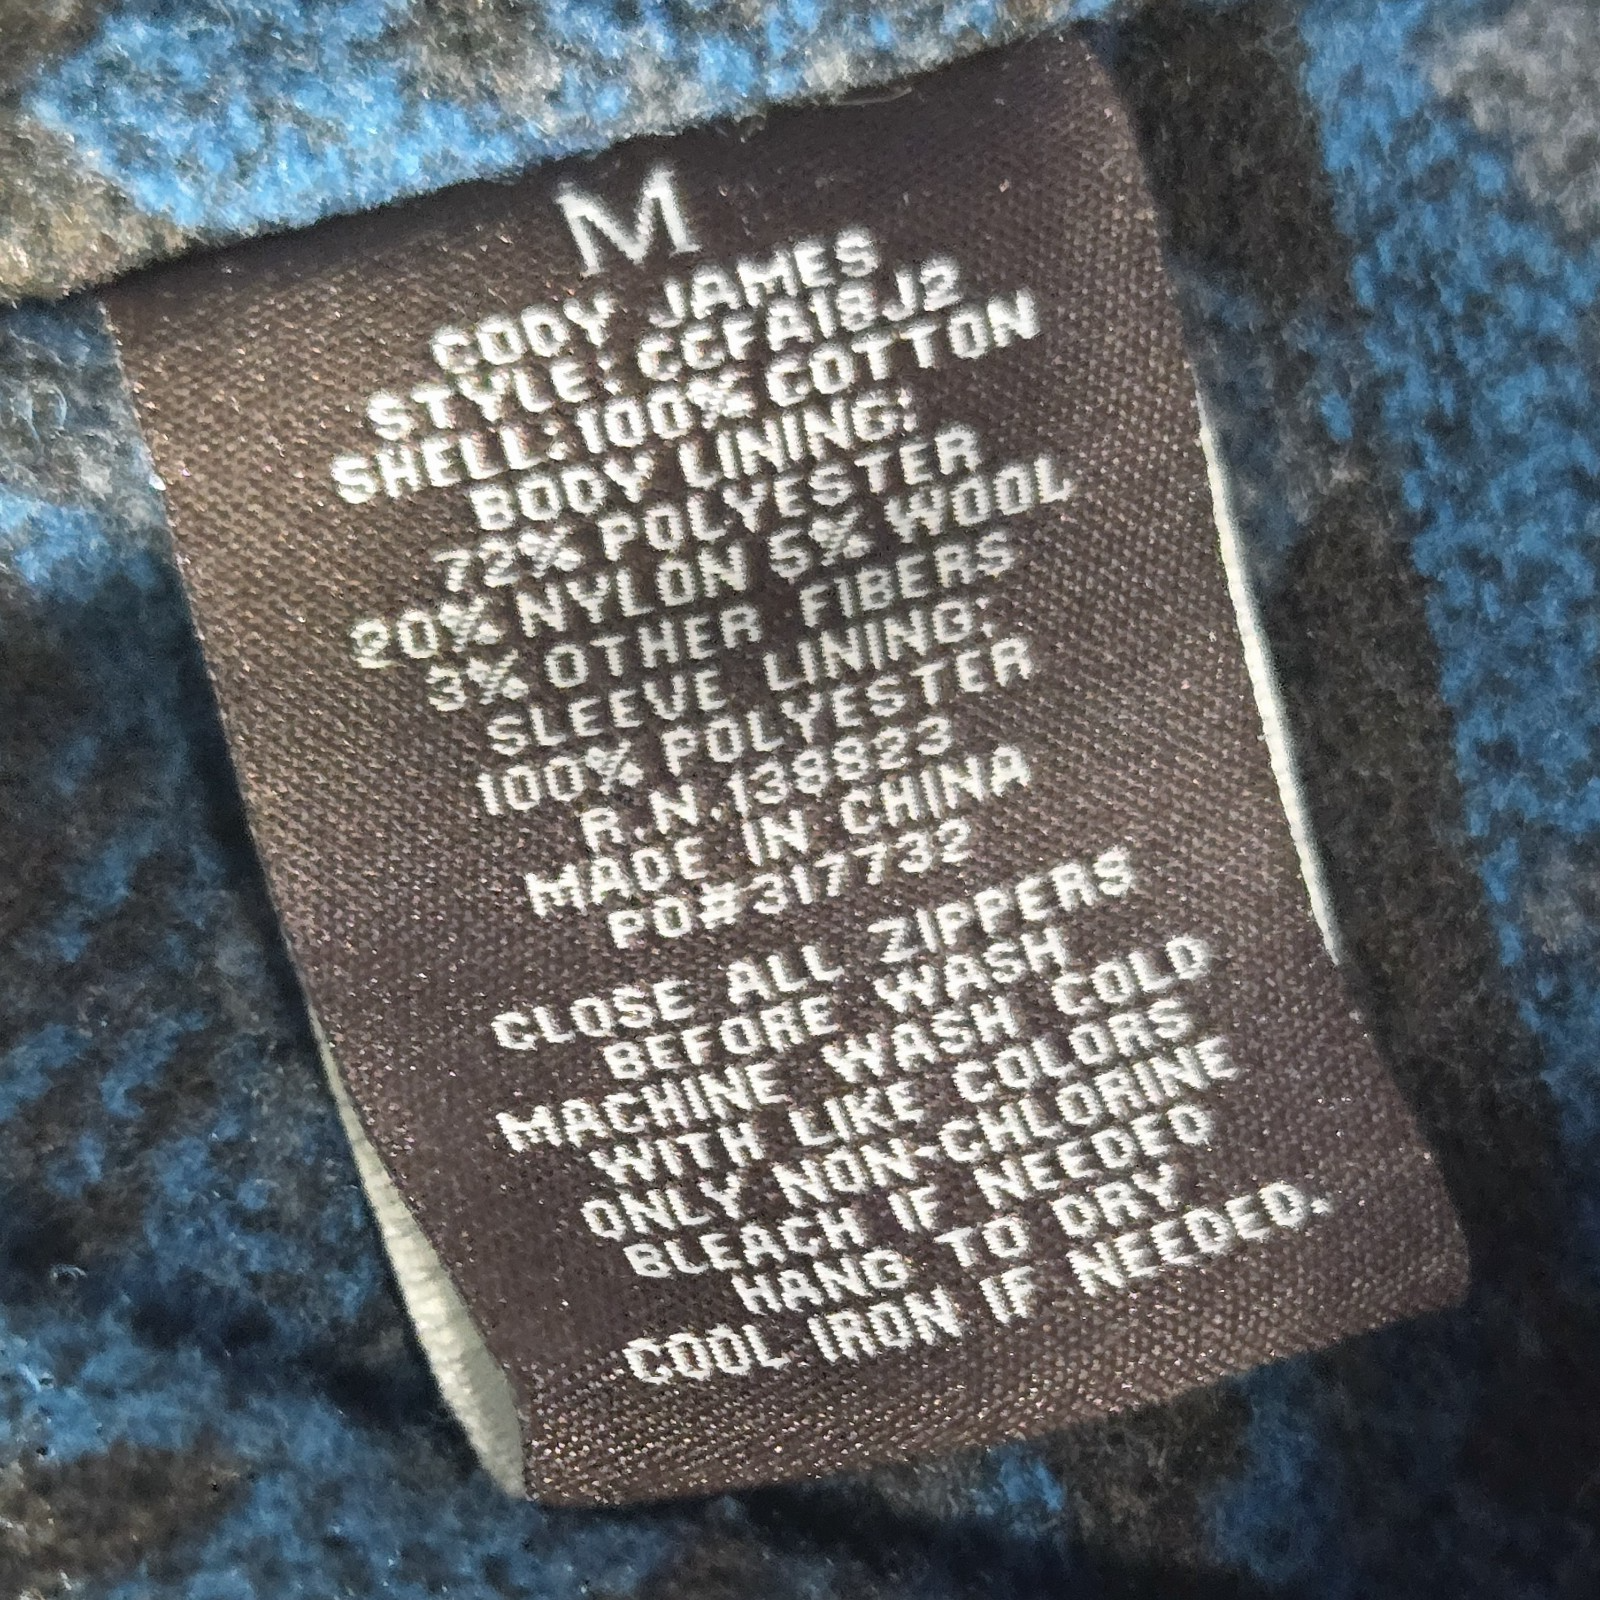 M
CODY JAMES
STYLE: CCFA18J2
SHELL:100% COTTON
BODY LINING:
72% POLYESTER
20% NYLON 5% WOOL
3% OTHER FIBERS
SLEEVE LINING:
100% POLYESTER
R.N.138823
MADE IN CHINA
PO#317732
CLOSE ALL ZIPPERS
BEFORE WASH
MACHINE WASH COLD
WITH LIKE COLORS
ONLY NON-CHLORINE
BLEACH IF NEEDED
HANG TO DRY
COOL IRON IF NEEDED.